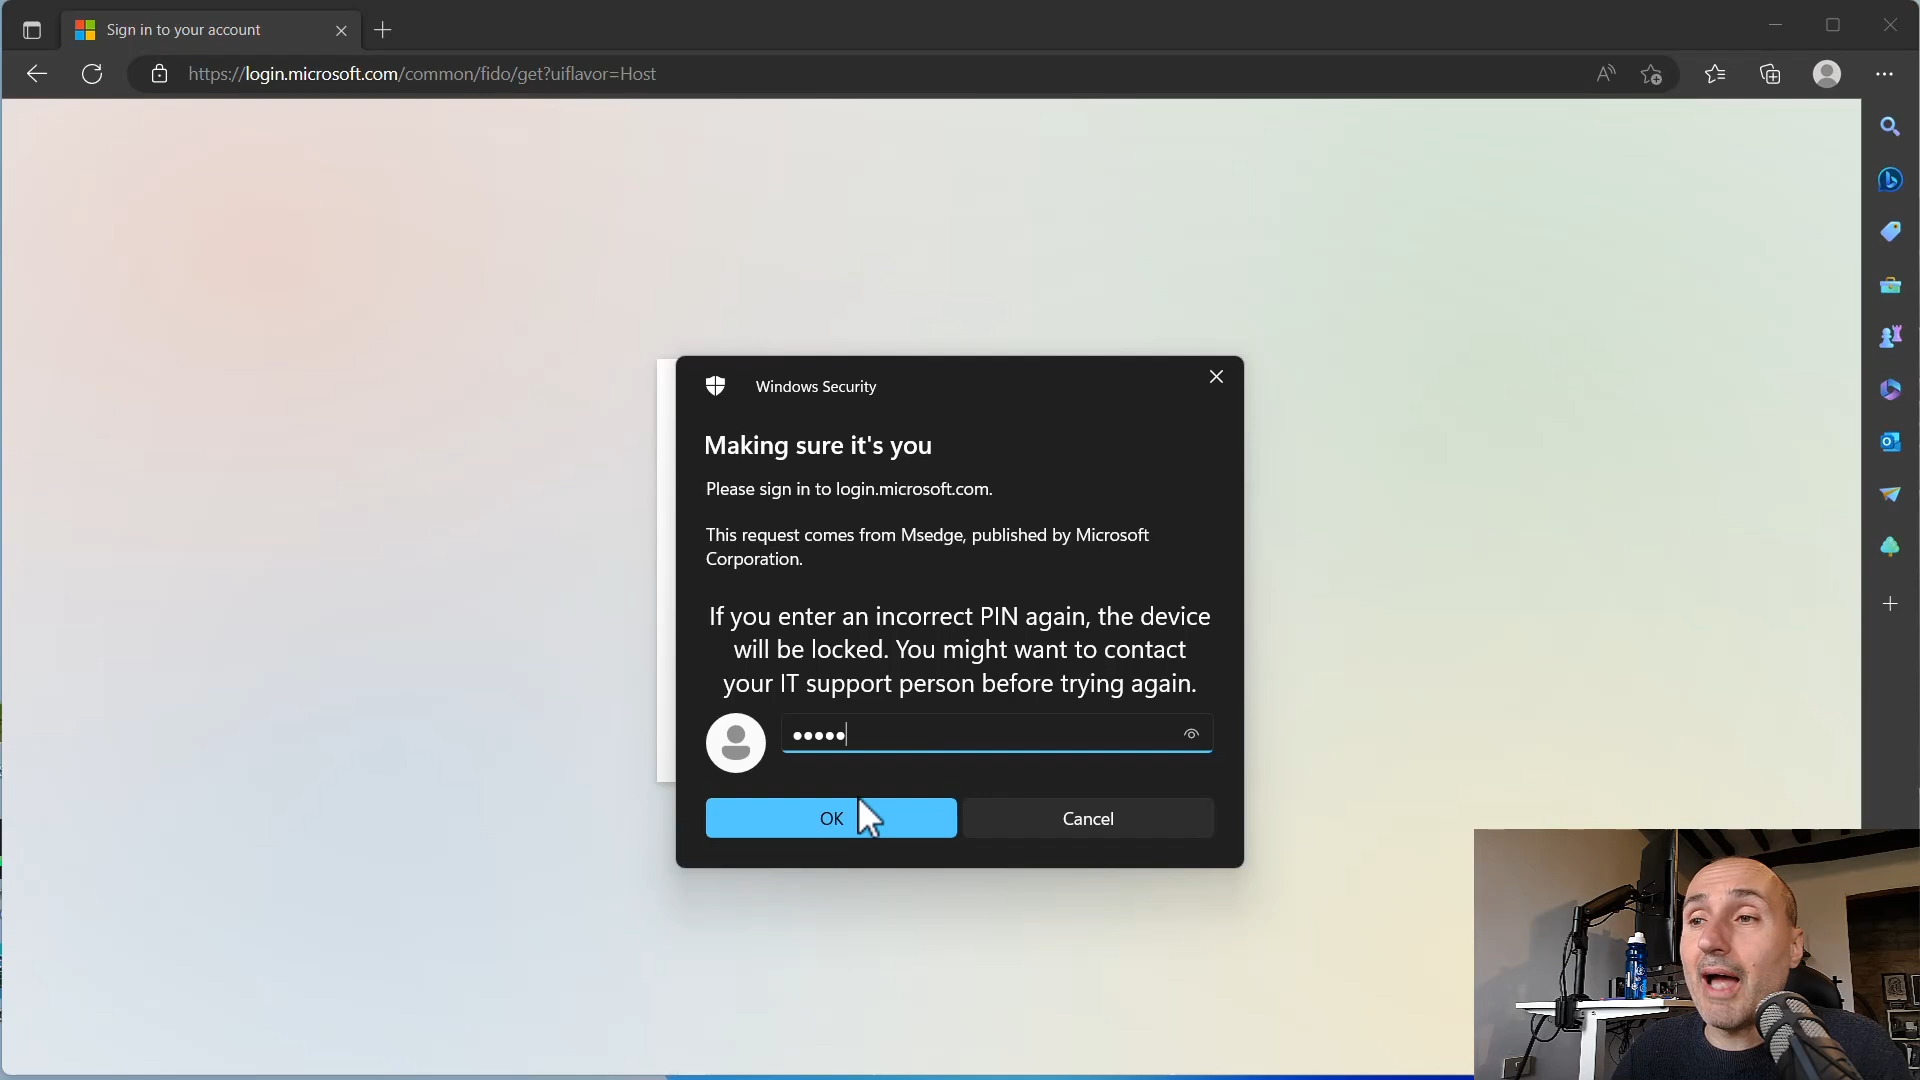 Sign in to your account
https://login.microsoft.com/common/fido/get?uiflavor=Host
Windows Security
Making sure it's you
Please sign in to login.microsoft.com.
This request comes from Msedge, published by Microsoft
Corporation.
If you enter an incorrect PIN again, the device
will be locked. You might want to contact
your IT support person before trying again.
OK
Cancel